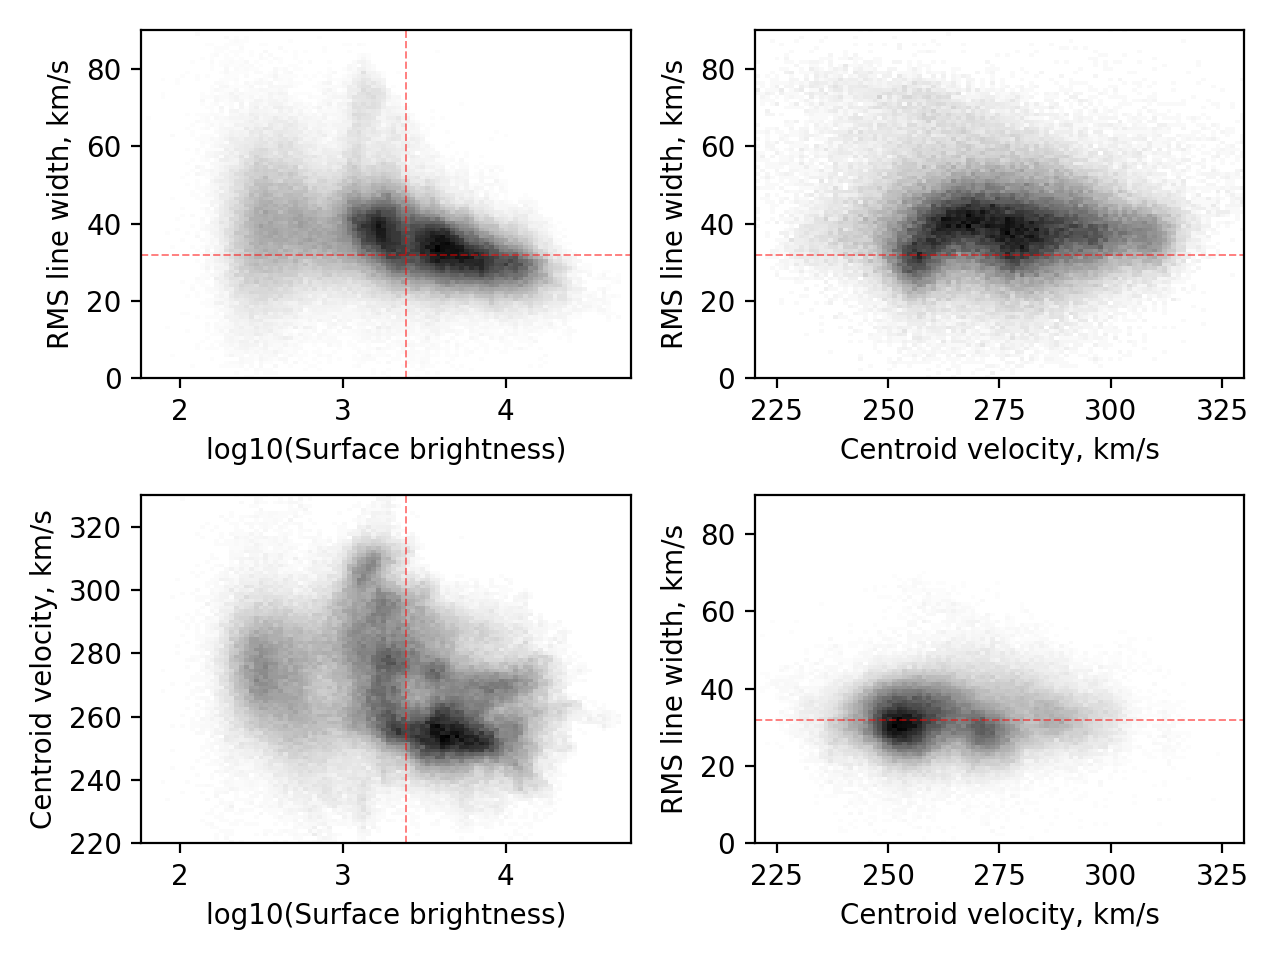 80
60
40
20
0
RMS line width, km/s
2 3 4
log10(Surface brightness)
80
60
40
20
0
RMS line width, km/s
225 250 275 300 325
Centroid velocity, km/s
320
300
280
260
240
220
Centroid velocity, km/s
2 3 4
log10(Surface brightness)
80
60
40
20
0
RMS line width, km/s
225 250 275 300 325
Centroid velocity, km/s